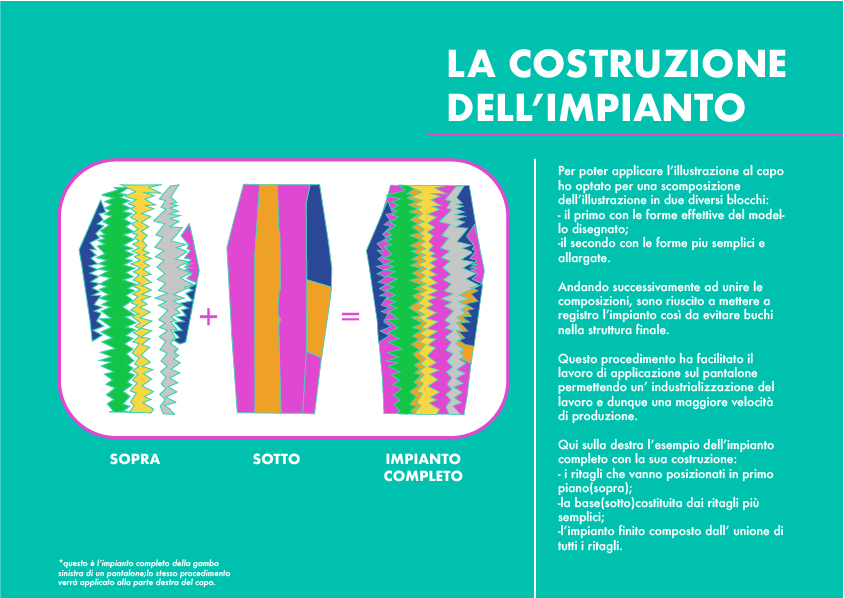 LA COSTRUZIONE
DELL'IMPIANTO
Per poter applicare l'illustrazione al capo
ho optato per una scomposizione
dell'illustrazione in due diversi blocchi:
- il primo con le forme effettive del model-
lo disegnato;
-il secondo con le forme piu semplici e
allargate.
Andando successivamente ad unire le
composizioni, sono riuscito a mettere a
registro l'impianto così da evitare buchi
nella struttura finale.
Questo procedimento ha facilitato il
lavoro di applicazione sul pantalone
permettendo un' industrializzazione del
lavoro e dunque una maggiore velocità
di produzione.
Qui sulla destra l'esempio dell'impianto
completo con la sua costruzione:
- i ritagli che vanno posizionati in primo
piano(sopra);
-la base(sotto)costituita dai ritagli più
semplici;
-l'impianto finito composto dall' unione di
tutti i ritagli.
+
=
SOPRA
SOTTO
IMPIANTO
COMPLETO
*questo è l'impianto completo della gamba
sinistra di un pantalone;lo stesso procedimento
verrà applicato alla parte destra del capo.